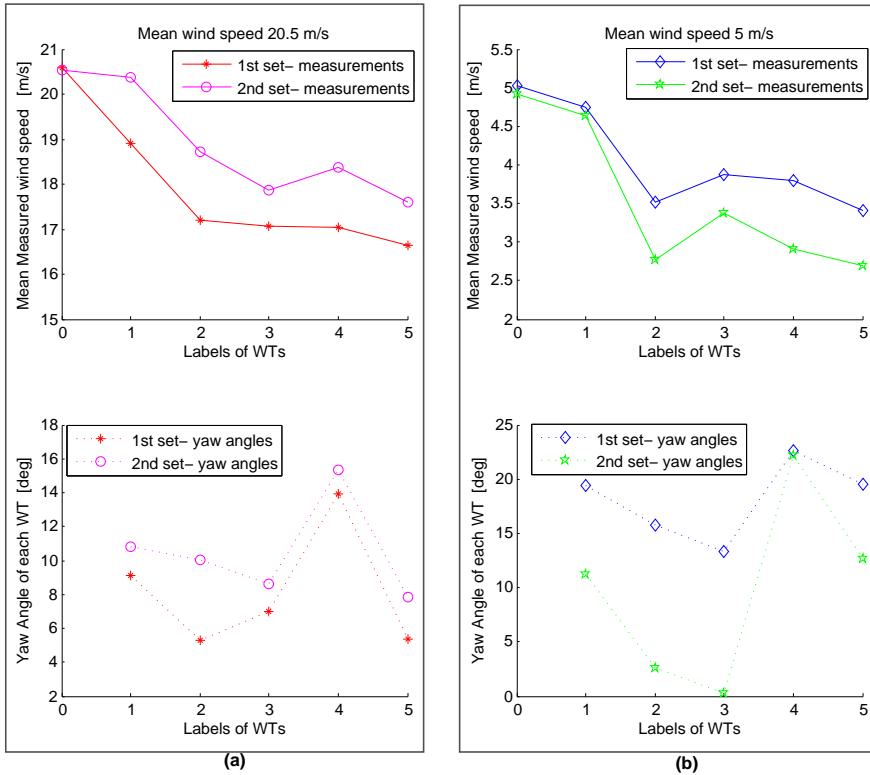 Mean wind speed 20.5 m/s
Mean Measured wind speed [m/s]
21
20
19
18
17
16
15
1st set− measurements
2nd set− measurements
0 1 2 3 4 5
Labels of WTs
Yaw Angle of each WT [deg]
18
16
14
12
10
8
6
4
2
1st set− yaw angles
2nd set− yaw angles
0 1 2 3 4 5
Labels of WTs
(a)
Mean wind speed 5 m/s
Mean Measured wind speed [m/s]
5.5
5
4.5
4
3.5
3
2.5
2
1st set− measurements
2nd set− measurements
0 1 2 3 4 5
Labels of WTs
Yaw Angle of each WT [deg]
25
20
15
10
5
0
1st set− yaw angles
2nd set− yaw angles
0 1 2 3 4 5
Labels of WTs
(b)